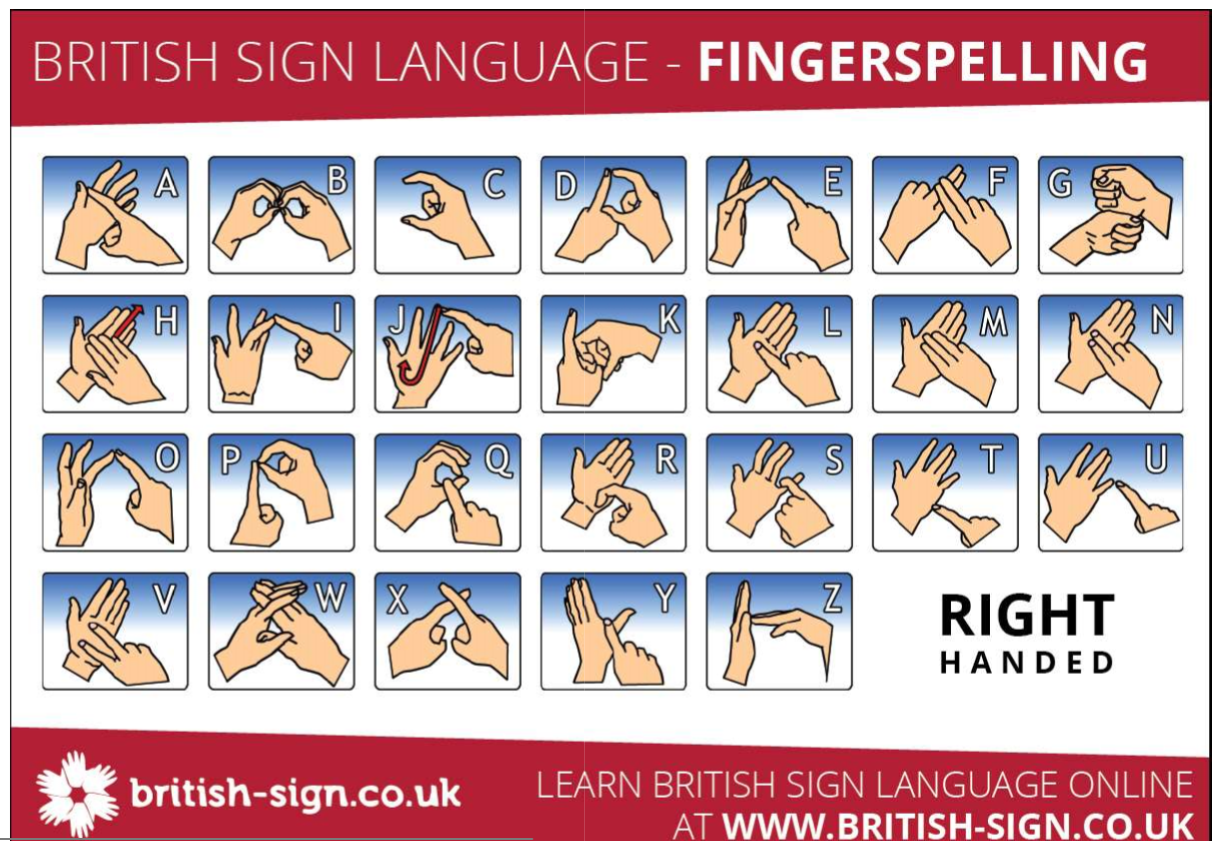 BRITISH SIGN LANGUAGE - FINGERSPELLING
A B C D E F G
H I J K L M N
O P Q R S T U
V W X Y Z
RIGHT
HANDED
british-sign.co.uk
LEARN BRITISH SIGN LANGUAGE ONLINE
AT WWW.BRITISH-SIGN.CO.UK